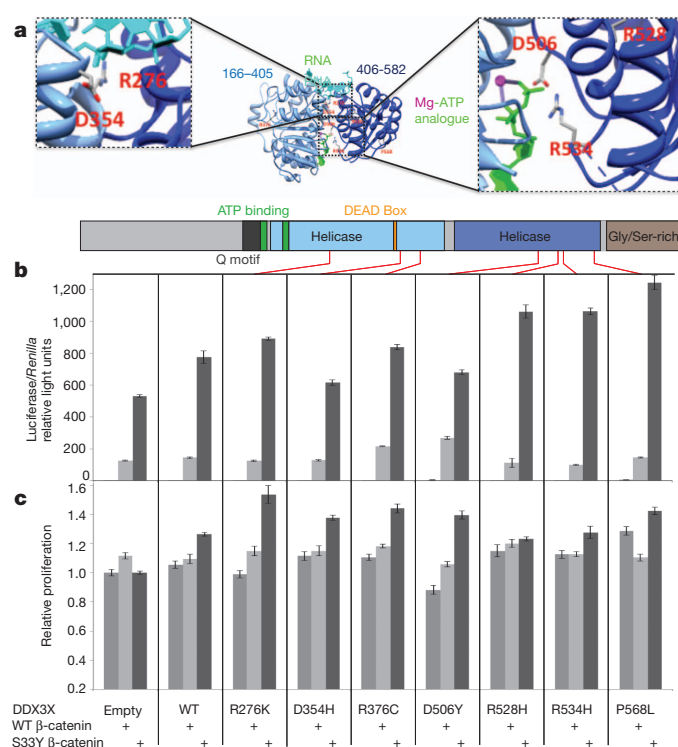 a
R276
D354
166–405
RNA
406-582
Mg-ATP
analogue
D506
R528
R534
ATP binding
DEAD Box
Helicase
Helicase
Gly/Ser-rich
Q motif
b
Luciferase/Renilla
relative light units
1,200
1,000
800
600
400
200
0
c
Relative proliferation
1.6
1.4
1.2
1.0
0.8
0.6
0.4
0.2
DDX3X Empty WT R276K D354H R376C D506Y R528H R534H P568L
WT β-catenin + + + + + + + + +
S33Y β-catenin + + + + + + + + +